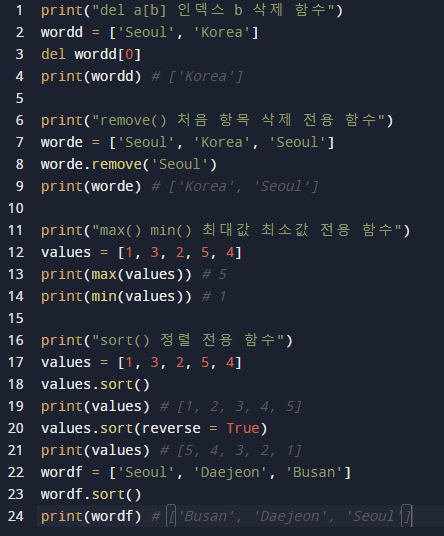 1 print("del a[b] 인덱스 b 삭제 함수")
2 wordd = ['Seoul', 'Korea']
3 del wordd[0]
4 print(wordd) # ['Korea']
5
6 print("remove() 처음 항목 삭제 전용 함수")
7 worde = ['Seoul', 'Korea', 'Seoul']
8 worde.remove('Seoul')
9 print(worde) # ['Korea', 'Seoul']
10
11 print("max() min() 최대값 최소값 전용 함수")
12 values = [1, 3, 2, 5, 4]
13 print(max(values)) # 5
14 print(min(values)) # 1
15
16 print("sort() 정렬 전용 함수")
17 values = [1, 3, 2, 5, 4]
18 values.sort()
19 print(values) # [1, 2, 3, 4, 5]
20 values.sort(reverse = True)
21 print(values) # [5, 4, 3, 2, 1]
22 wordf = ['Seoul', 'Daejeon', 'Busan']
23 wordf.sort()
24 print(wordf) # ['Busan', 'Daejeon', 'Seoul']